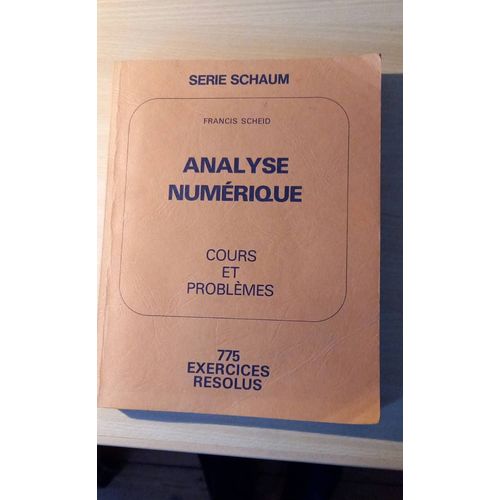 SERIE SCHAUM
FRANCIS SCHEID
ANALYSE
NUMÉRIQUE
COURS
ET
PROBLÈMES
775
EXERCICES
RESOLUS